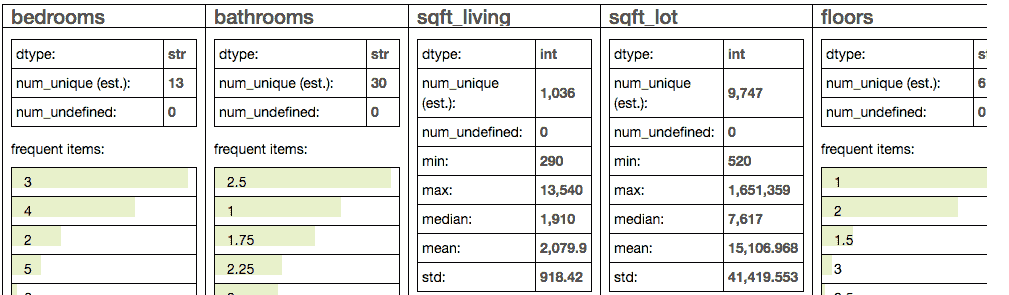 bedrooms
dtype: str
num_unique (est.): 13
num_undefined: 0
frequent items:
3
4
2
5
bathrooms
dtype: str
num_unique (est.): 30
num_undefined: 0
frequent items:
2.5
1
1.75
2.25
sqft_living
dtype: int
num_unique
(est.): 1,036
num_undefined: 0
min: 290
max: 13,540
median: 1,910
mean: 2,079.9
std: 918.42
sqft_lot
dtype: int
num_unique
(est.): 9,747
num_undefined: 0
min: 520
max: 1,651,359
median: 7,617
mean: 15,106.968
std: 41,419.553
floors
dtype:
num_unique (est.): 6
num_undefined: 0
frequent items:
1
2
1.5
3